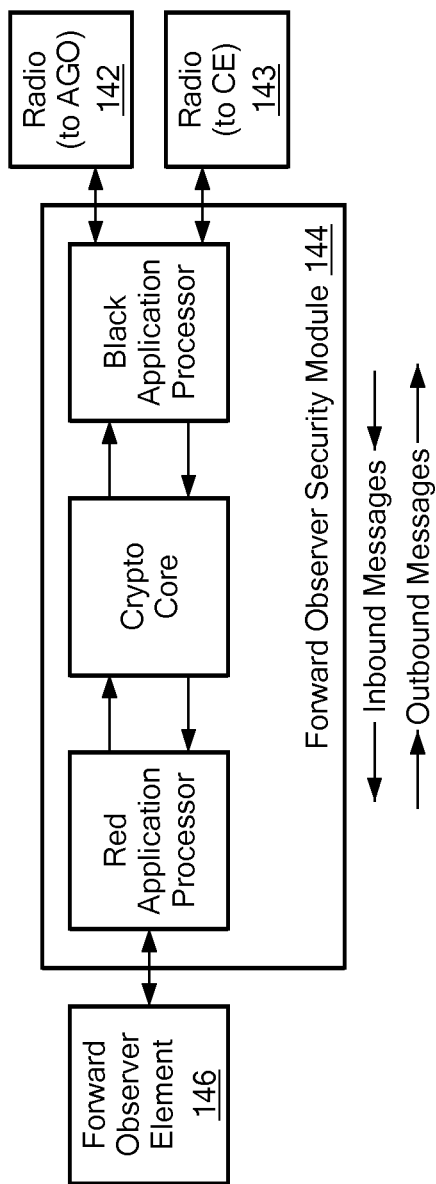 Forward
Observer
Element
146
Red
Application
Processor
Crypto
Core
Black
Application
Processor
Radio
(to AGO)
142
Radio
(to CE)
143
Forward Observer Security Module 144
Inbound Messages
Outbound Messages